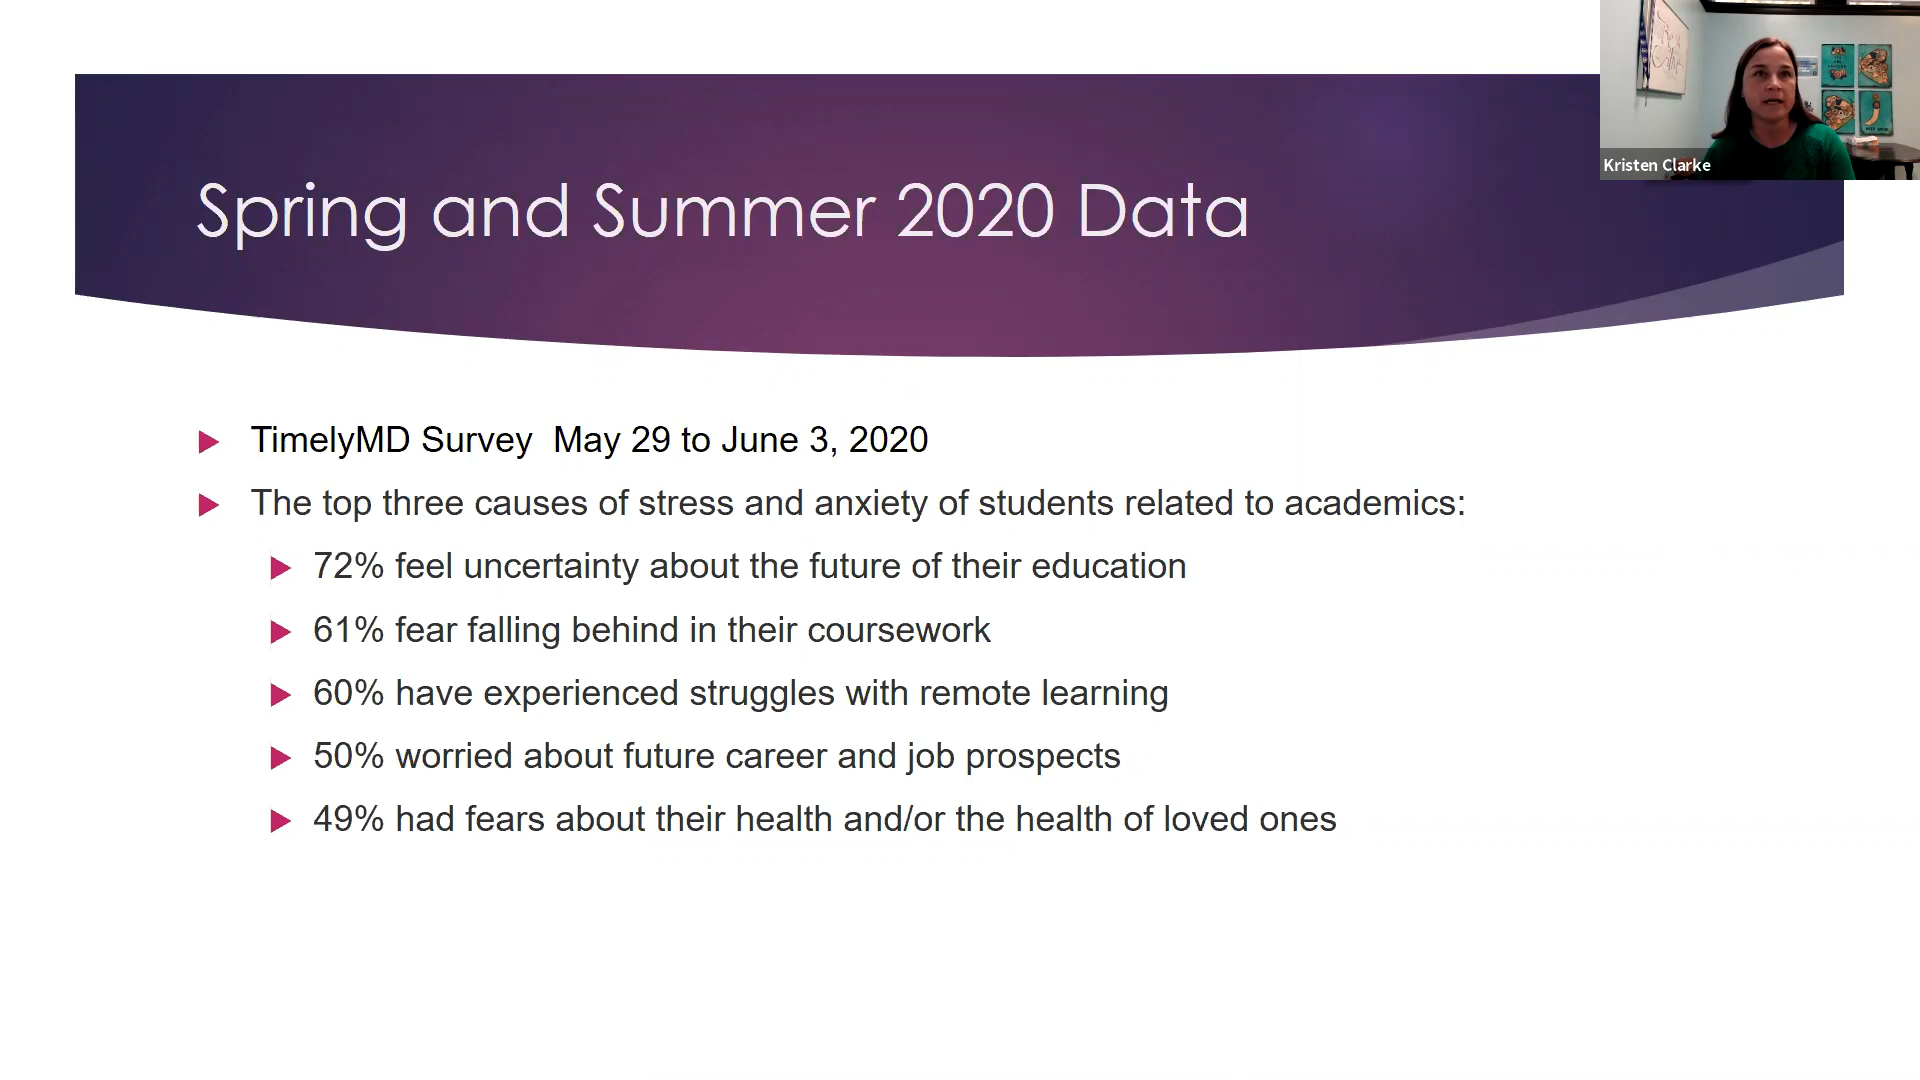 Spring and Summer 2020 Data
Kristen Clarke
TimelyMD Survey  May 29 to June 3, 2020
The top three causes of stress and anxiety of students related to academics:
72% feel uncertainty about the future of their education
61% fear falling behind in their coursework
60% have experienced struggles with remote learning
50% worried about future career and job prospects
49% had fears about their health and/or the health of loved ones